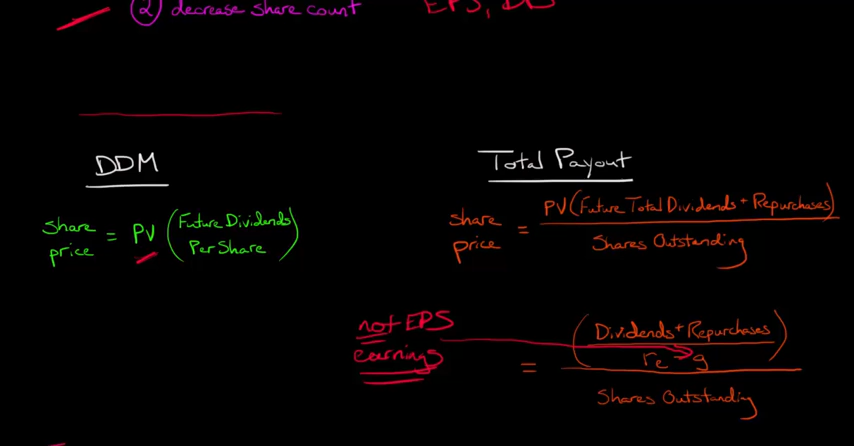 ② decrease share count
EPS,
DDM
Total Payout
share price = PV (Future Dividends Per Share)
share price = PV(Future Total Dividends + Repurchases)
Shares Outstanding
not EPS
earnings
= (Dividends + Repurchases
re - g)
Shares Outstanding